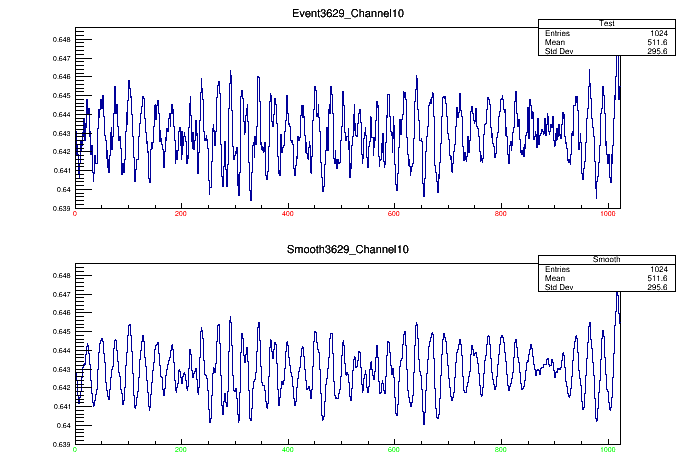 Event3629_Channel10
Test
Entries 1024
Mean 511.6
Std Dev 295.6
0.648
0.647
0.646
0.645
0.644
0.643
0.642
0.641
0.64
0.639
0 200 400 600 800 1000
Smooth3629_Channel10
Smooth
Entries 1024
Mean 511.6
Std Dev 295.6
0.648
0.647
0.646
0.645
0.644
0.643
0.642
0.641
0.64
0.639
0 200 400 600 800 1000